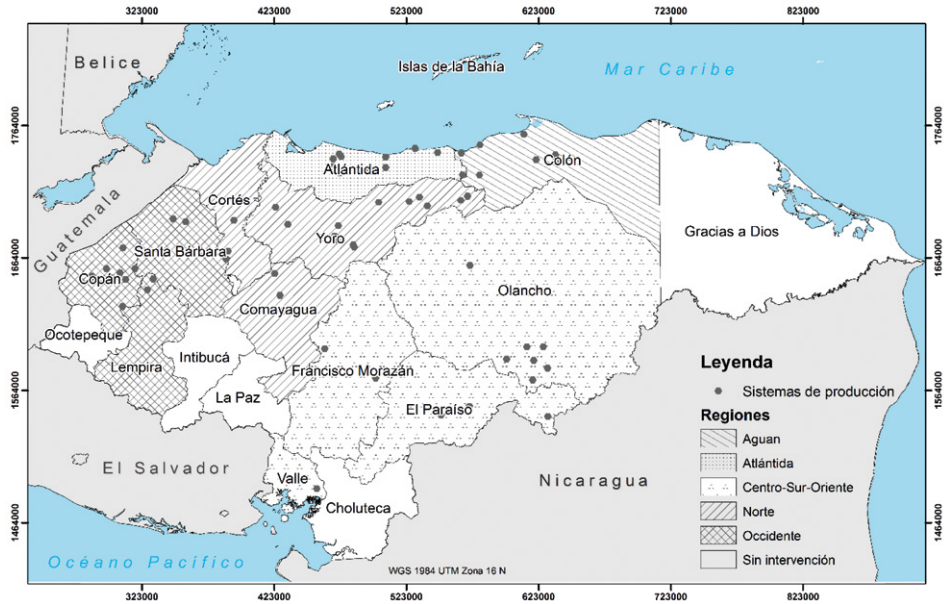 323000 423000 523000 623000 723000 823000
Belice
Islas de la Bahía
Mar Caribe
1764000 1764000
Atlántida
Colón
Guatemala
Cortés
Santa Bárbara
Yoro
Gracias a Dios
1664000 1664000
Copán
Olancho
Comayagua
Ocotepeque
Intibucá
Lempira
Francisco Morazán
La Paz
El Paraíso
1564000 1564000
El Salvador
Valle
Choluteca
Nicaragua
1464000 1464000
Océano Pacífico
WGS 1984 UTM Zona 16 N
Leyenda
Sistemas de producción
Regiones
Aguan
Atlántida
Centro-Sur-Oriente
Norte
Occidente
Sin intervención
323000 423000 523000 623000 723000 823000